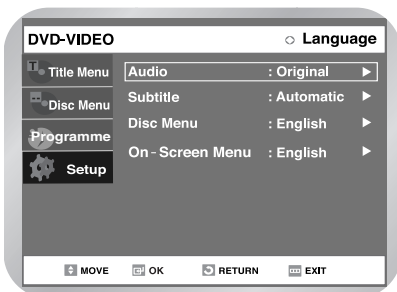 DVD-VIDEO Language
Title Menu
Disc Menu
Programme
Setup
Audio : Original
Subtitle : Automatic
Disc Menu : English
On-Screen Menu : English
MOVE OK RETURN EXIT